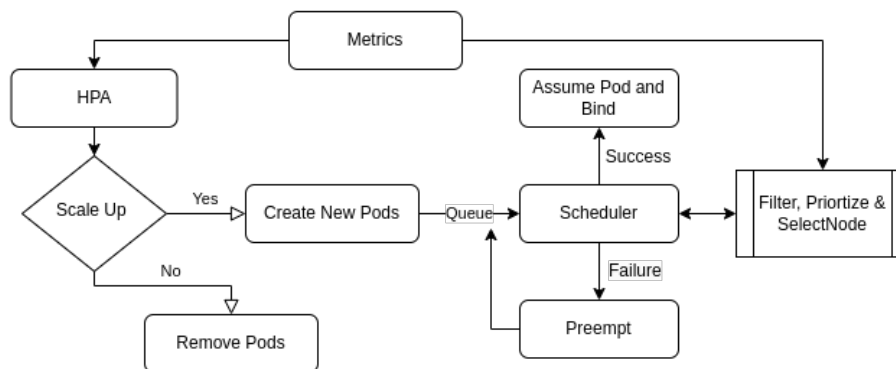 Metrics
HPA
Assume Pod and
Bind
Success
Scale Up
Yes
Create New Pods
Queue
Scheduler
Filter, Priortize &
SelectNode
No
Failure
Remove Pods
Preempt